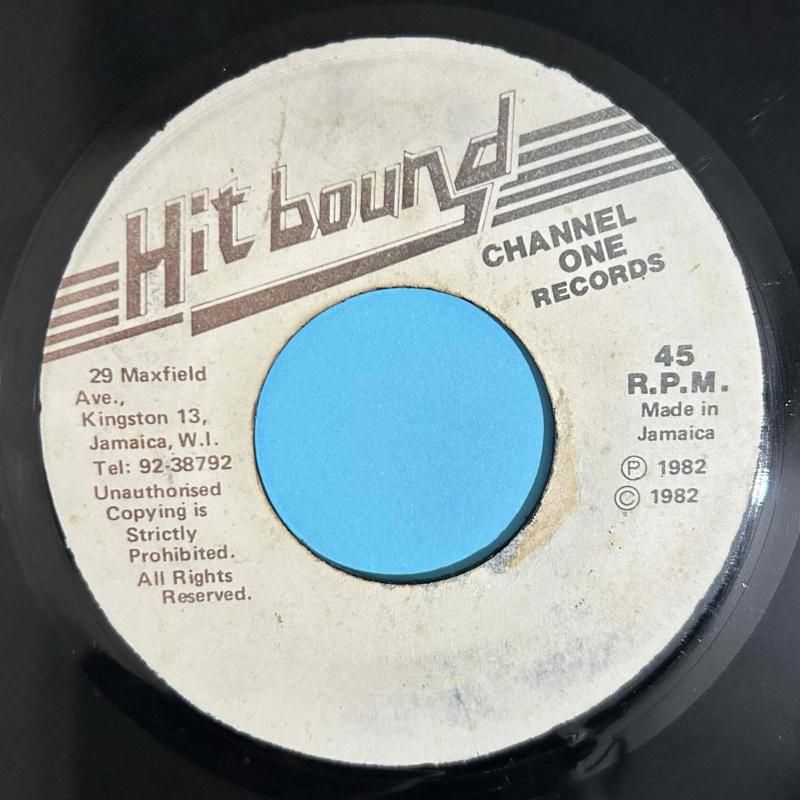 Hit bound
CHANNEL
ONE
RECORDS
29 Maxfield
Ave.,
Kingston 13,
Jamaica, W.I.
Tel: 92-38792
Unauthorised
Copying is
Strictly
Prohibited.
All Rights
Reserved.
45
R.P.M.
Made in
Jamaica
Ⓟ 1982
© 1982